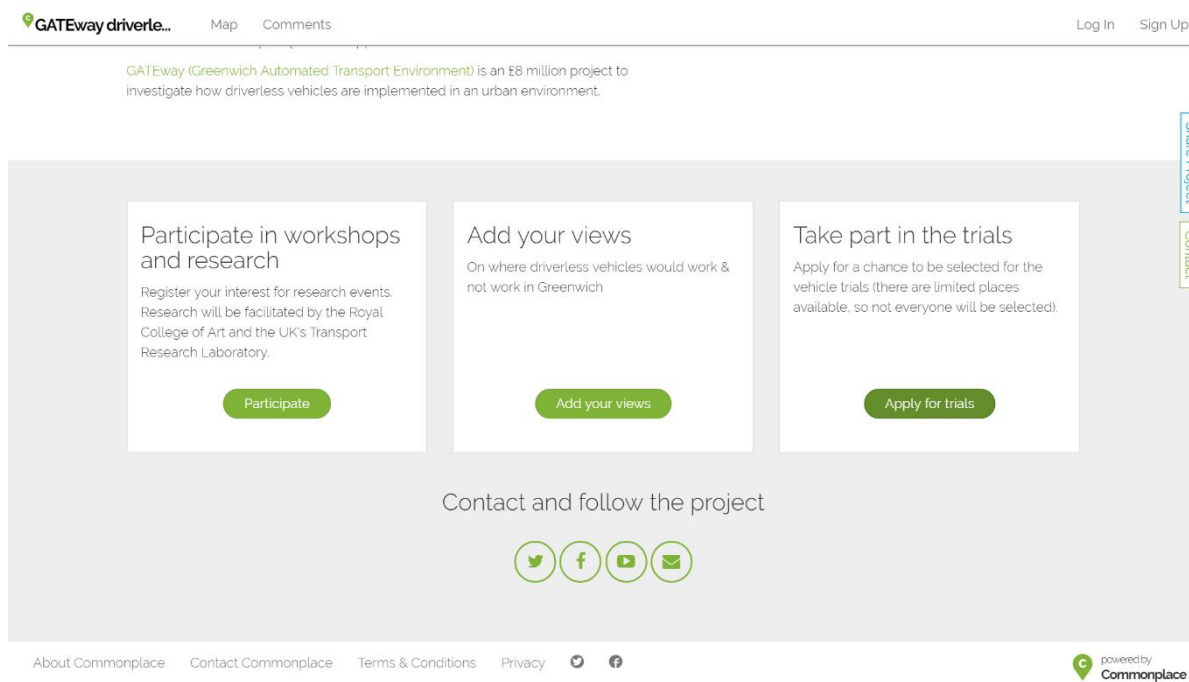 GATEway driverle... Map Comments Log In Sign Up
GATEway (Greenwich Automated Transport Environment) is an £8 million project to
investigate how driverless vehicles are implemented in an urban environment.
Share Project
Contact
Participate in workshops
and research
Register your interest for research events.
Research will be facilitated by the Royal
College of Art and the UK's Transport
Research Laboratory.
Participate
Add your views
On where driverless vehicles would work &
not work in Greenwich
Add your views
Take part in the trials
Apply for a chance to be selected for the
vehicle trials (there are limited places
available, so not everyone will be selected).
Apply for trials
Contact and follow the project
About Commonplace Contact Commonplace Terms & Conditions Privacy
powered by
Commonplace